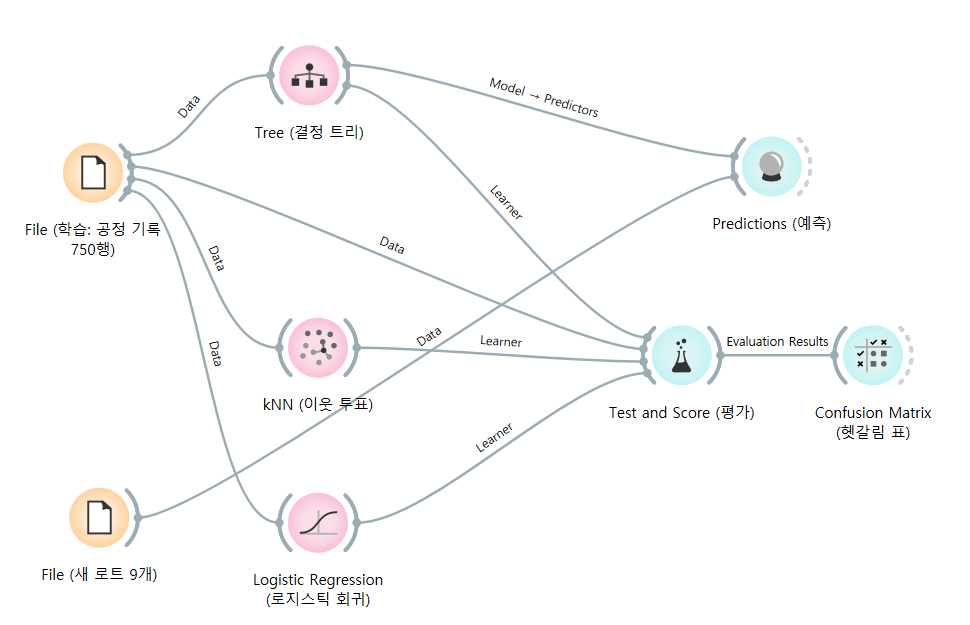 Data
Tree (결정 트리)
Model → Predictors
Learner
Predictions (예측)
File (학습: 공정 기록
750행)
Data
Data
Data
Data
kNN (이웃 투표)
Learner
Evaluation Results
Test and Score (평가)
Confusion Matrix
(헷갈림 표)
Learner
File (새 로트 9개)
Data
Logistic Regression
(로지스틱 회귀)